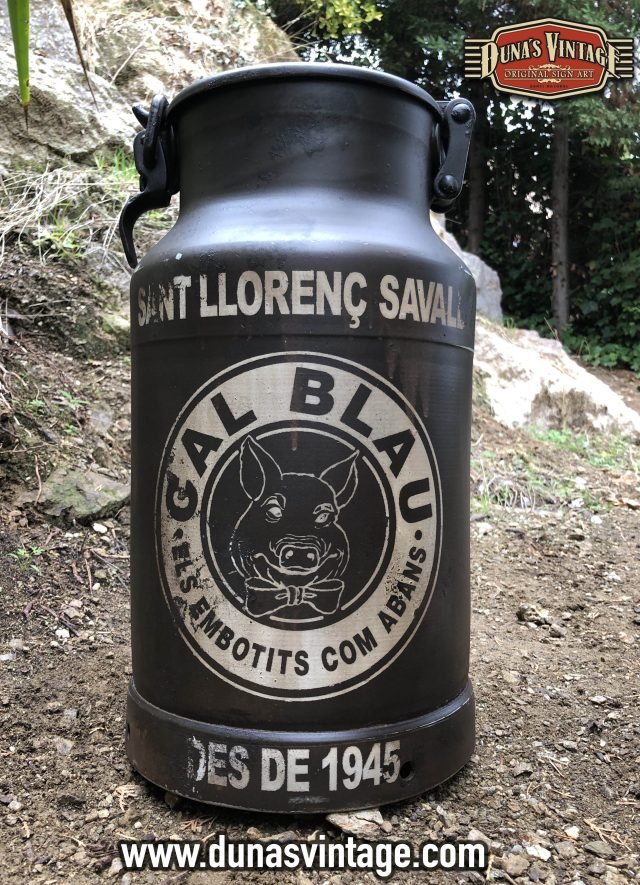 DUNA'S VINTAGE
ORIGINAL SIGN ART
SANT LLORENÇ SAVALL
CAL BLAU
• ELS EMBOTITS COM ABANS •
DES DE 1945
www.dunasvintage.com